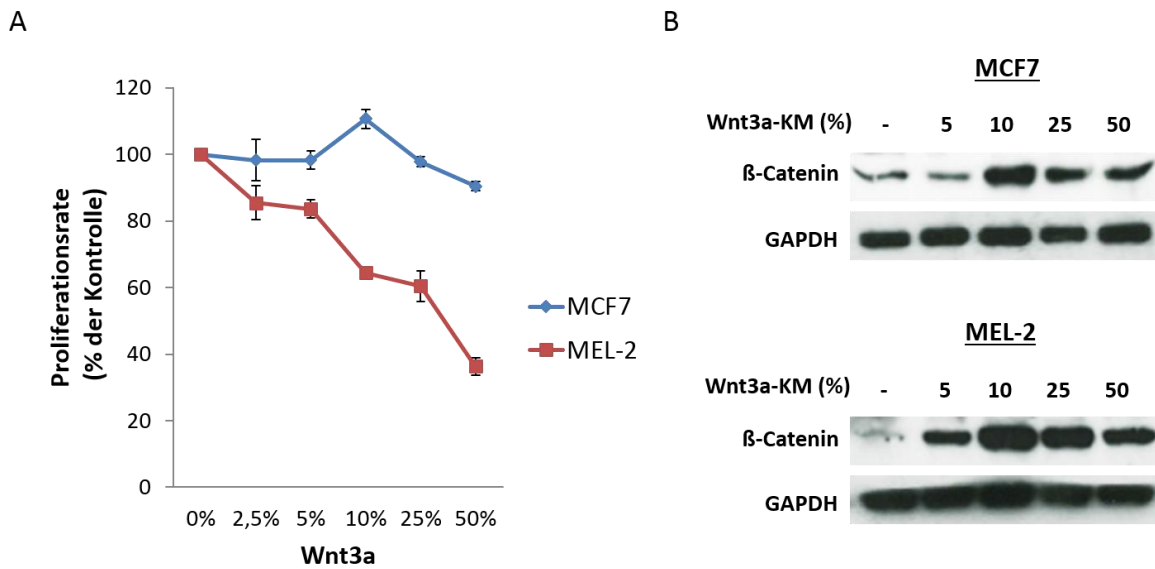 A
120
100
80
60
40
20
0
Proliferationsrate
(% der Kontrolle)
0% 2,5% 5% 10% 25% 50%
Wnt3a
MCF7
MEL-2
B
MCF7
Wnt3a-KM (%) - 5 10 25 50
ß-Catenin
GAPDH
MEL-2
Wnt3a-KM (%) - 5 10 25 50
ß-Catenin
GAPDH